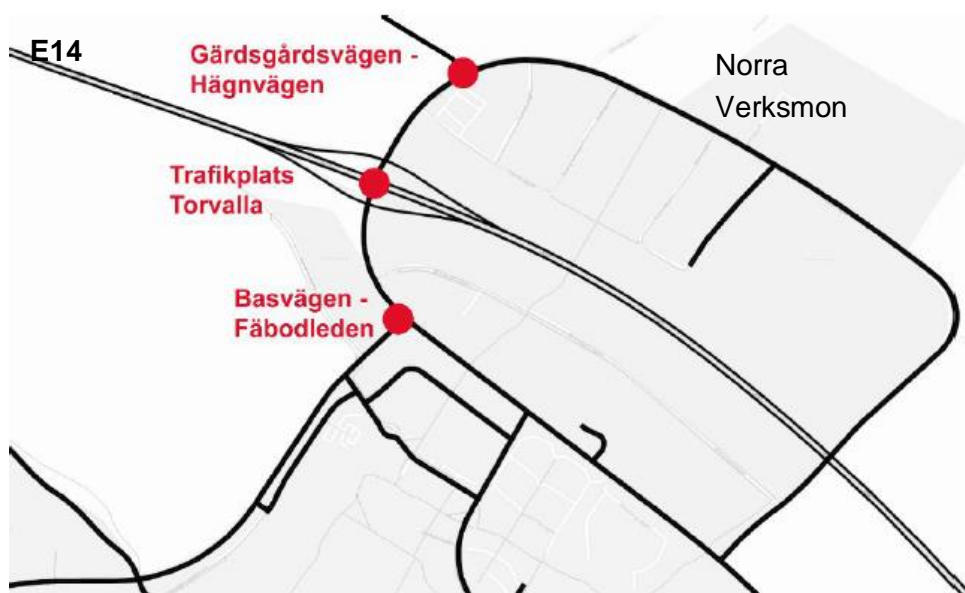 E14
Gärdsgårdsvägen -
Hägnvägen
Norra
Verksmon
Trafikplats
Torvalla
Basvägen -
Fäbodleden